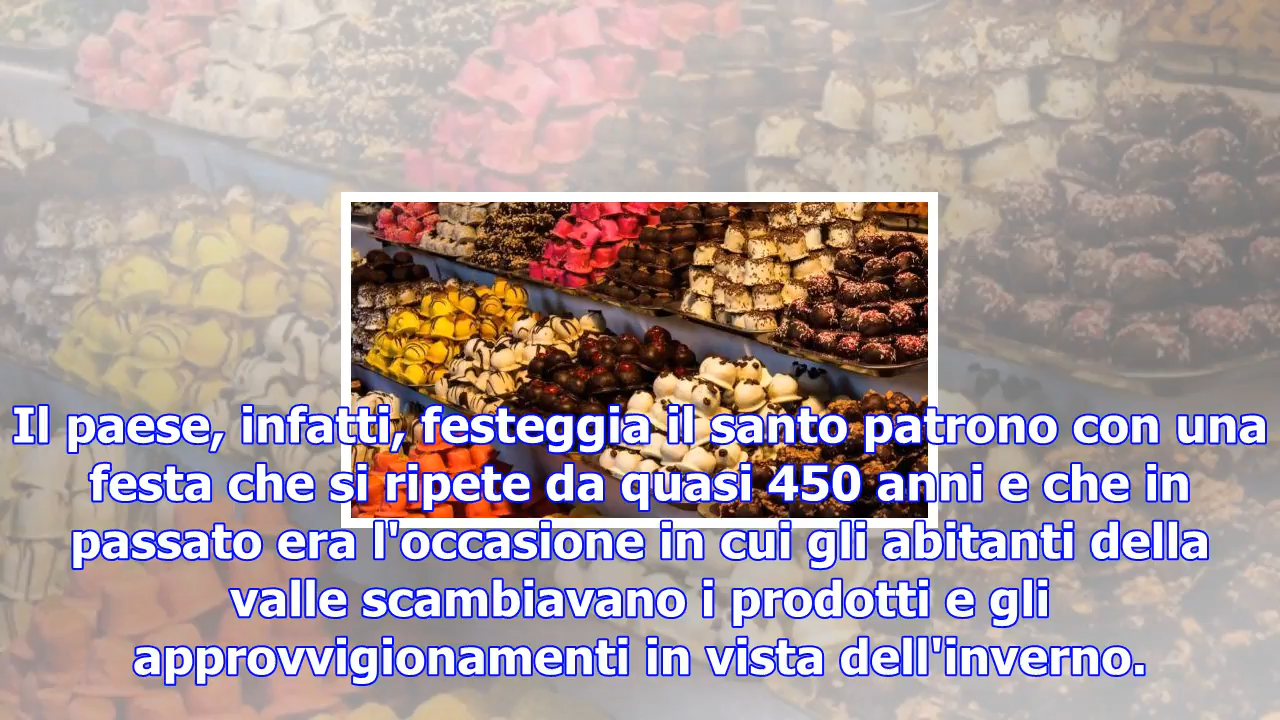 Il paese, infatti, festeggia il santo patrono con una
festa che si ripete da quasi 450 anni e che in
passato era l'occasione in cui gli abitanti della
valle scambiavano i prodotti e gli
approvvigionamenti in vista dell'inverno.